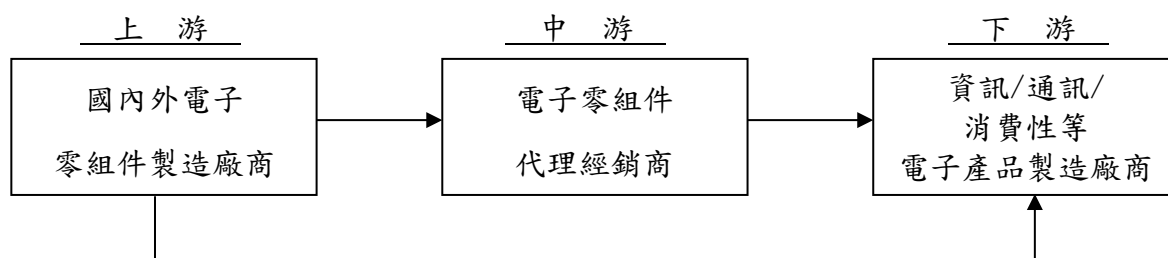 上 游
中 游
下 游
國內外電子
零組件製造廠商
電子零組件
代理經銷商
資訊/通訊/
消費性等
電子產品製造廠商